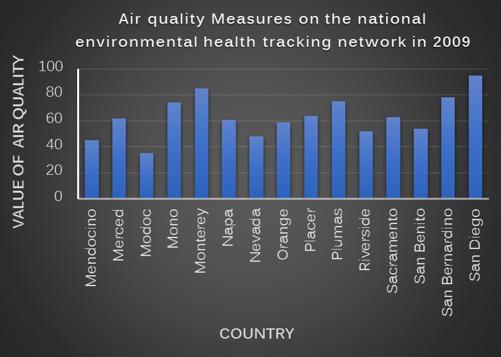 Air quality Measures on the national
environmental health tracking network in 2009
VALUE OF AIR QUALITY
100
80
60
40
20
0
Mendocino
Merced
Modoc
Mono
Monterey
Napa
Nevada
Orange
Placer
Plumas
Riverside
Sacramento
San Benito
San Bernardino
San Diego
COUNTRY